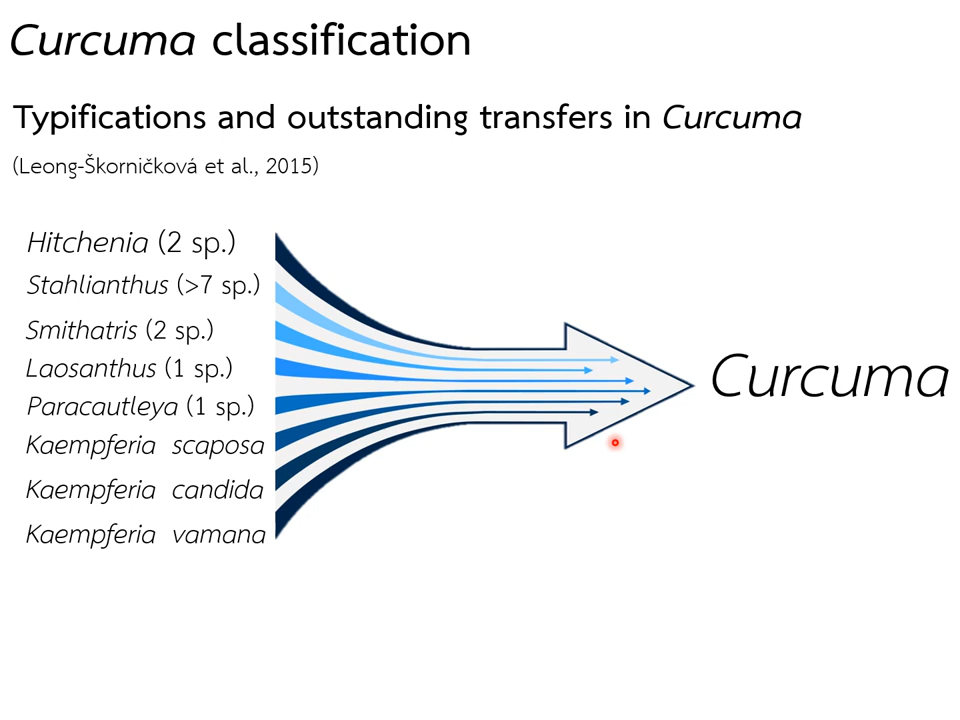 Curcuma classification
Typifications and outstanding transfers in Curcuma
(Leong-Škorničková et al., 2015)
Hitchenia (2 sp.)
Stahlianthus (>7 sp.)
Smithatris (2 sp.)
Laosanthus (1 sp.)
Paracautleya (1 sp.)
Kaempferia scaposa
Kaempferia candida
Kaempferia vamana
Curcuma